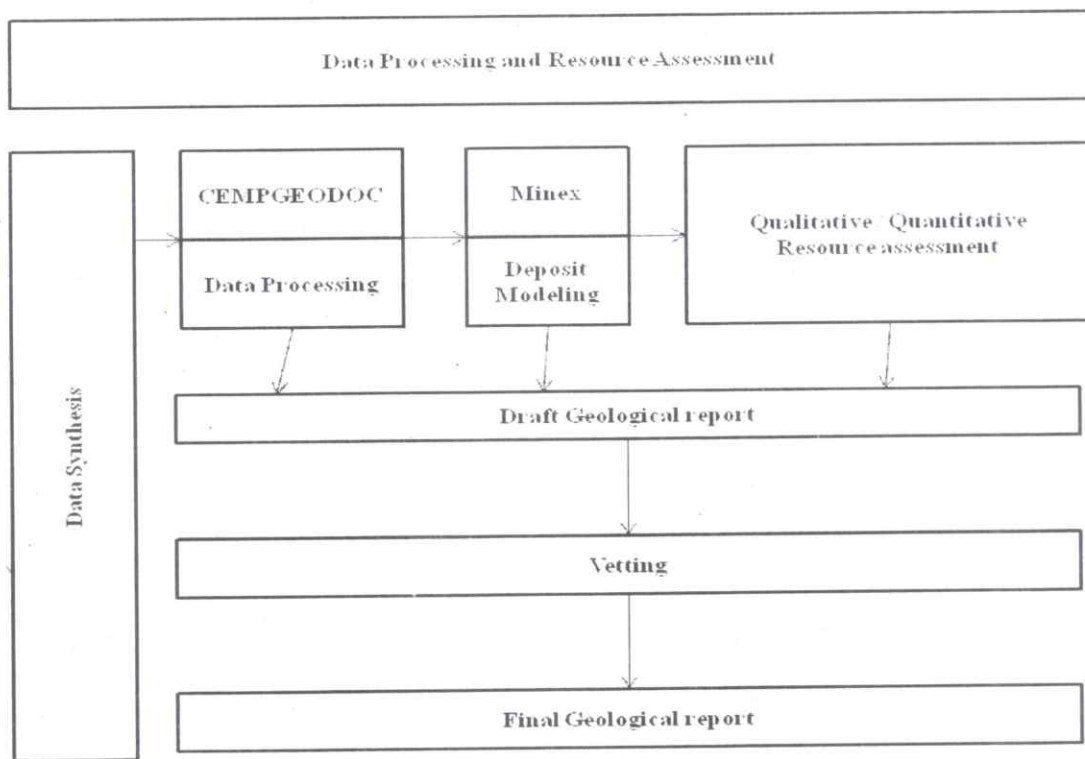 Data Processing and Resource Assessment
CEMPGEODOC
Data Processing
Minex
Deposit
Modeling
Qualitative / Quantitative
Resource assessment
Data Synthesis
Draft Geological report
Vetting
Final Geological report